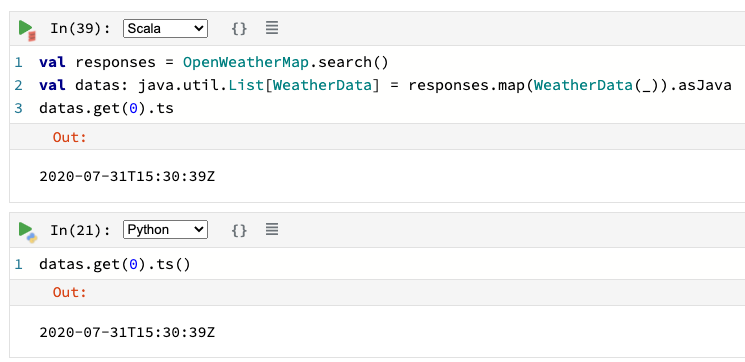 In(39): Scala {}
1 val responses = OpenWeatherMap.search()
2 val datas: java.util.List[WeatherData] = responses.map(WeatherData(_)).asJava
3 datas.get(0).ts
Out:
2020-07-31T15:30:39Z
In(21): Python {}
1 datas.get(0).ts()
Out:
2020-07-31T15:30:39Z